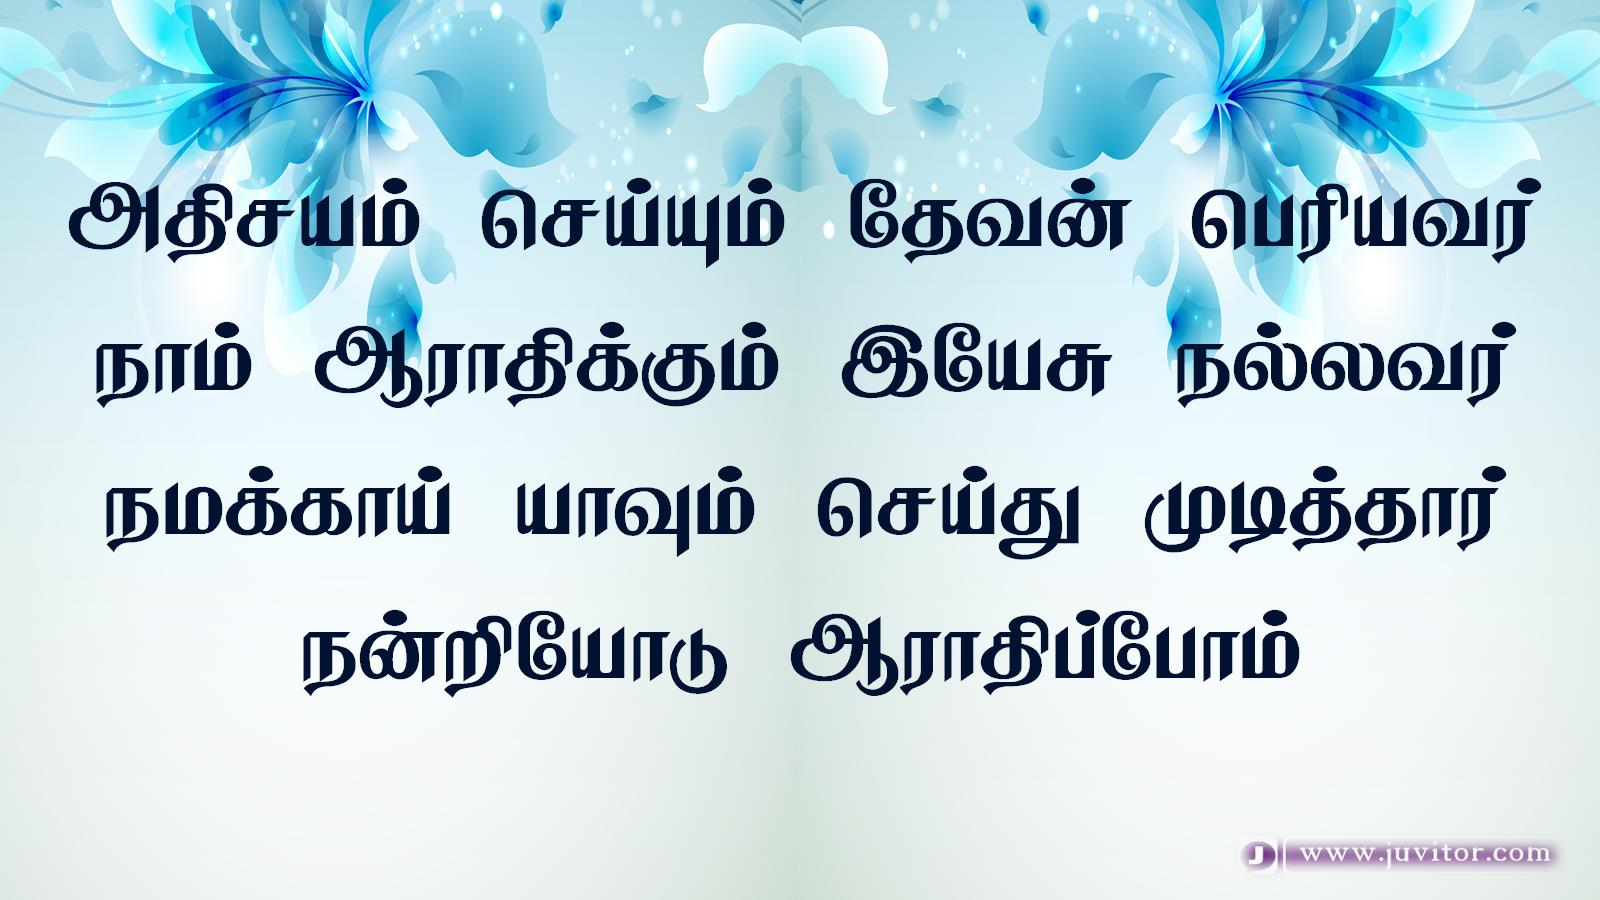 அதிசயம் செய்யும் தேவன் பெரியவர்
நாம் ஆராதிக்கும் இயேசு நல்லவர்
நமக்காய் யாவும் செய்து முடித்தார்
நன்றியோடு ஆராதிப்போம்
J www.juvitor.com